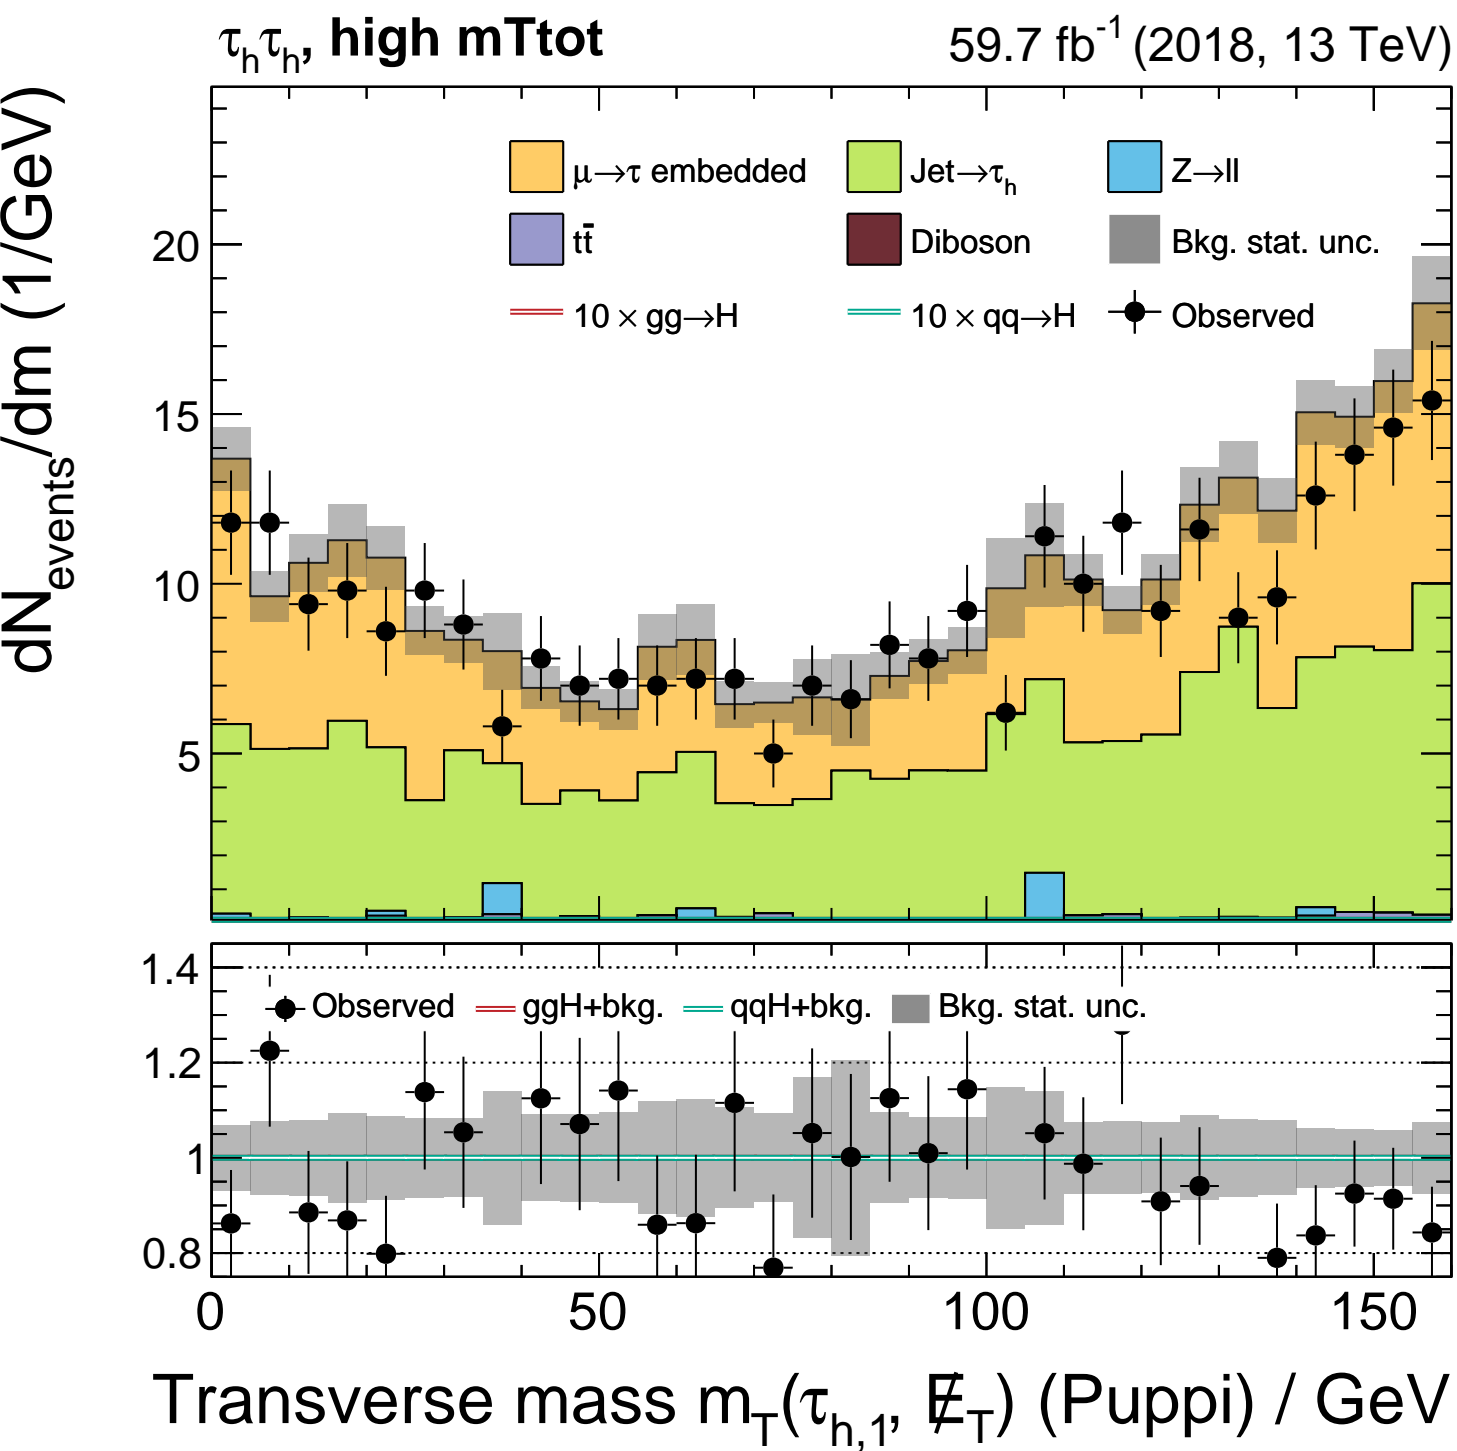 τhτh, high mTtot 59.7 fb-1 (2018, 13 TeV)
dNevents/dm (1/GeV)
μ→τ embedded Jet→τh Z→ll
tt̄ Diboson Bkg. stat. unc.
10 × gg→H 10 × qq→H Observed
20
15
10
5
1.4
Observed ggH+bkg. qqH+bkg. Bkg. stat. unc.
1.2
1
0.8
0 50 100 150
Transverse mass mT(τh,1, E̸T) (Puppi) / GeV